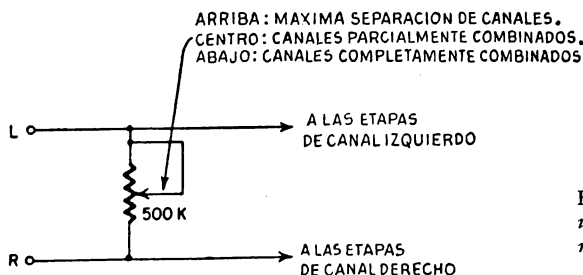 ARRIBA: MAXIMA SEPARACION DE CANALES.
CENTRO: CANALES PARCIALMENTE COMBINADOS.
ABAJO: CANALES COMPLETAMENTE COMBINADOS
L
A LAS ETAPAS
DE CANAL IZQUIERDO
500 K
R
A LAS ETAPAS
DE CANAL DERECHO